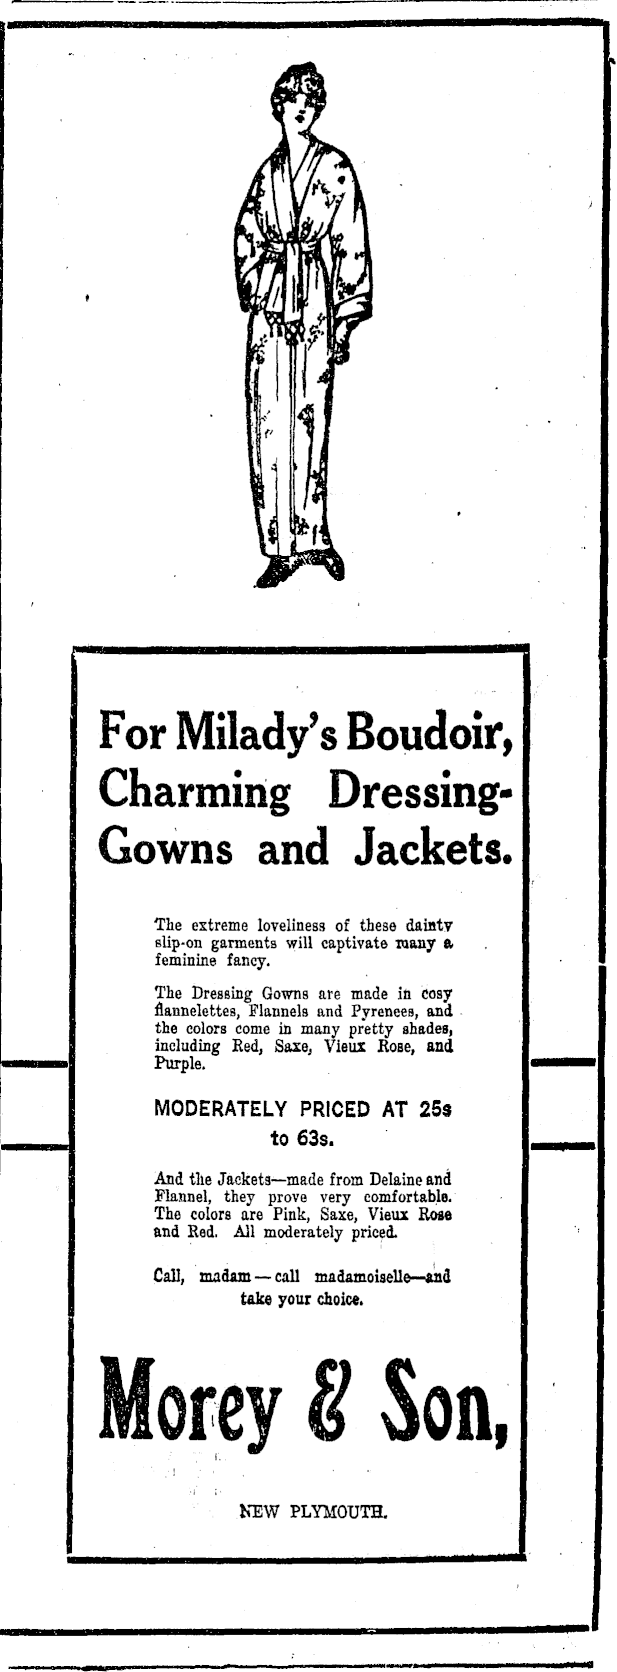 For Milady's Boudoir,
Charming Dressing-
Gowns and Jackets.
The extreme loveliness of these dainty
slip-on garments will captivate many a
feminine fancy.
The Dressing Gowns are made in cosy
flannelettes, Flannels and Pyrenees, and
the colors come in many pretty shades,
including Red, Saxe, Vieux Rose, and
Purple.
MODERATELY PRICED AT 25s
to 63s.
And the Jackets—made from Delaine and
Flannel, they prove very comfortable.
The colors are Pink, Saxe, Vieux Rose
and Red. All moderately priced.
Call, madam—call madamoiselle—and
take your choice.
Morey & Son,
NEW PLYMOUTH.